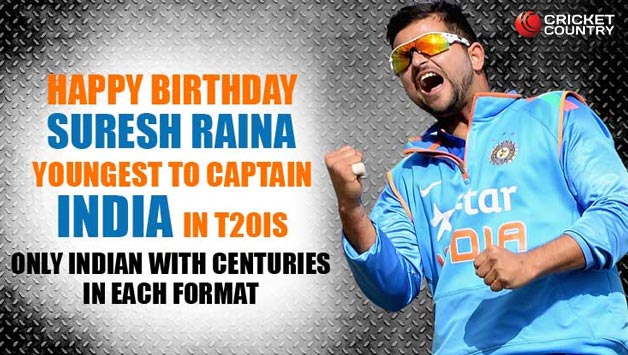 CRICKET
COUNTRY
HAPPY BIRTHDAY
SURESH RAINA
YOUNGEST TO CAPTAIN
INDIA IN T20IS
ONLY INDIAN WITH CENTURIES
IN EACH FORMAT
star
INDIA